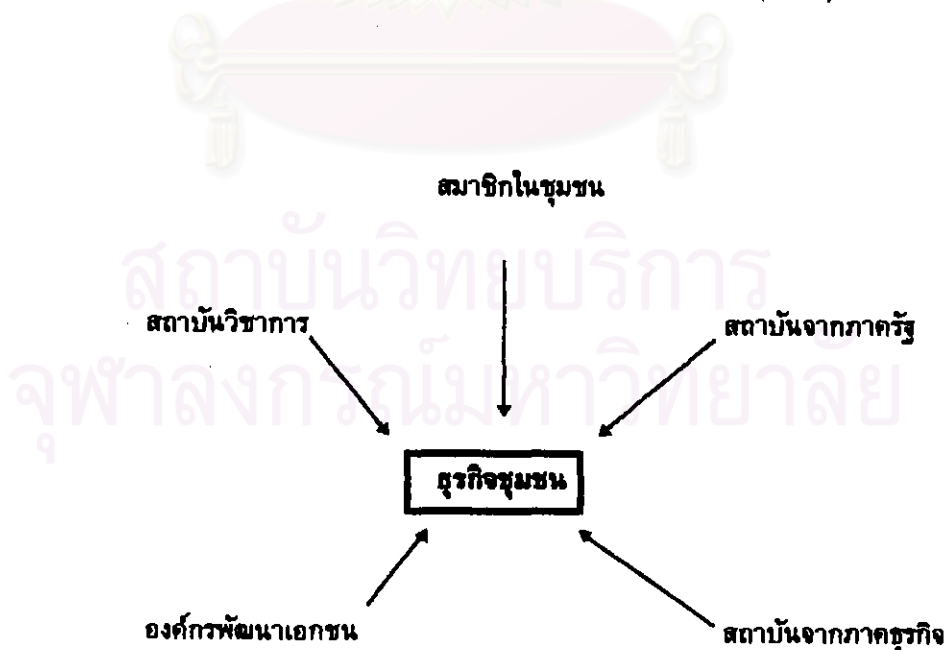 สมาชิกในชุมชน
สถาบันวิทยบริการ
สถาบันวิชาการ
สถาบันจากภาครัฐ
จุฬาลงกรณ์มหาวิทยาลัย
ธุรกิจชุมชน
องค์กรพัฒนาเอกชน
สถาบันจากภาคธุรกิจ